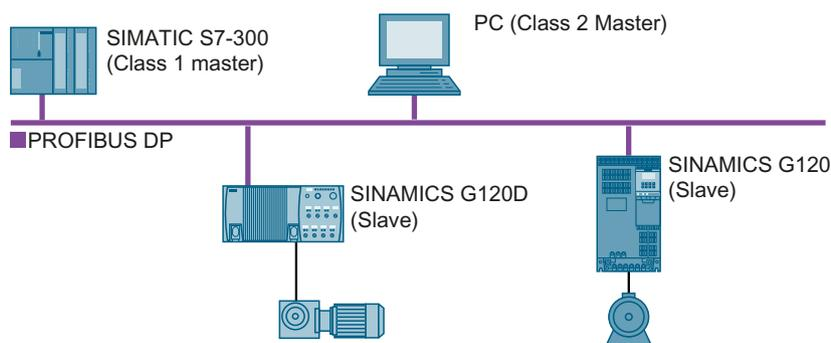 SIMATIC S7-300
(Class 1 master)
PC (Class 2 Master)
PROFIBUS DP
SINAMICS G120D
(Slave)
SINAMICS G120
(Slave)